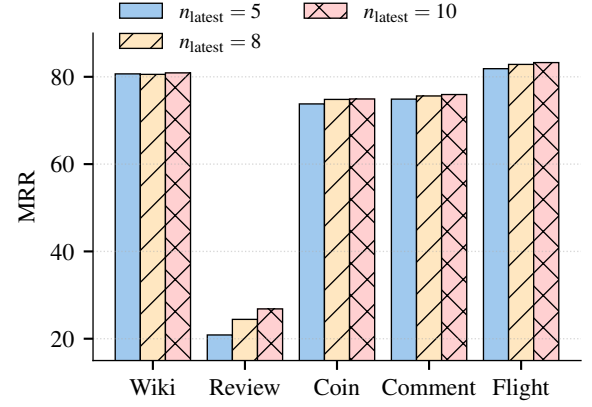 n_latest = 5
n_latest = 10
n_latest = 8
MRR
80
60
40
20
Wiki Review Coin Comment Flight